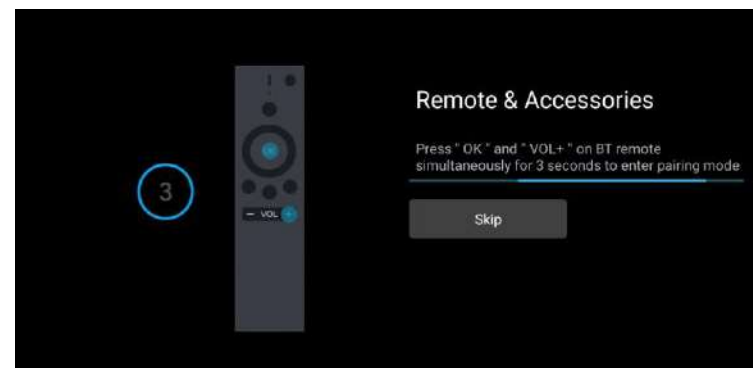 Remote & Accessories
Press " OK " and " VOL+ " on BT remote
simultaneously for 3 seconds to enter pairing mode
3
OK
— VOL +
Skip